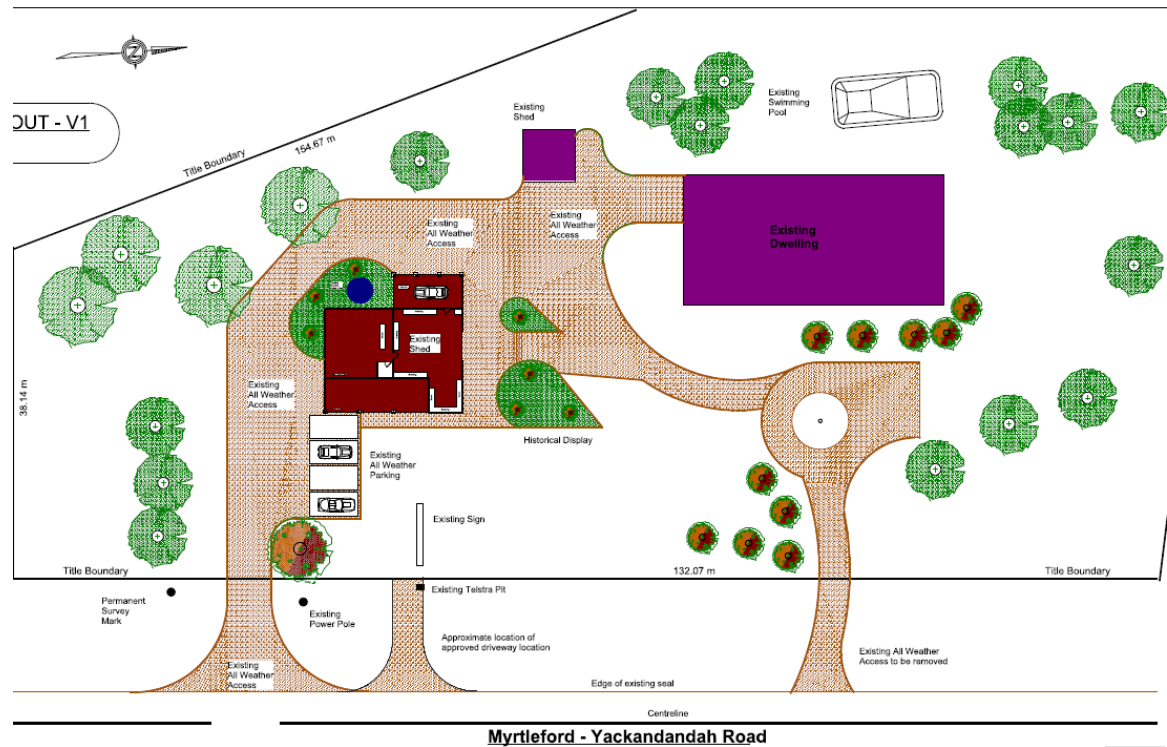 Z
OUT - V1
Title Boundary
154.67 m
Existing
Shed
Existing
Swimming
Pool
Existing
All Weather
Access
Existing
All Weather
Access
Existing
Dwelling
Existing
Shed
38.14 m
Existing
All Weather
Access
Historical Display
Existing
All Weather
Parking
Existing Sign
Title Boundary
132.07 m
Title Boundary
Permanent
Survey
Mark
Existing
Power Pole
Existing Telstra Pit
Approximate location of
approved driveway location
Existing All Weather
Access to be removed
Existing
All Weather
Access
Edge of existing seal
Centreline
Myrtleford - Yackandandah Road